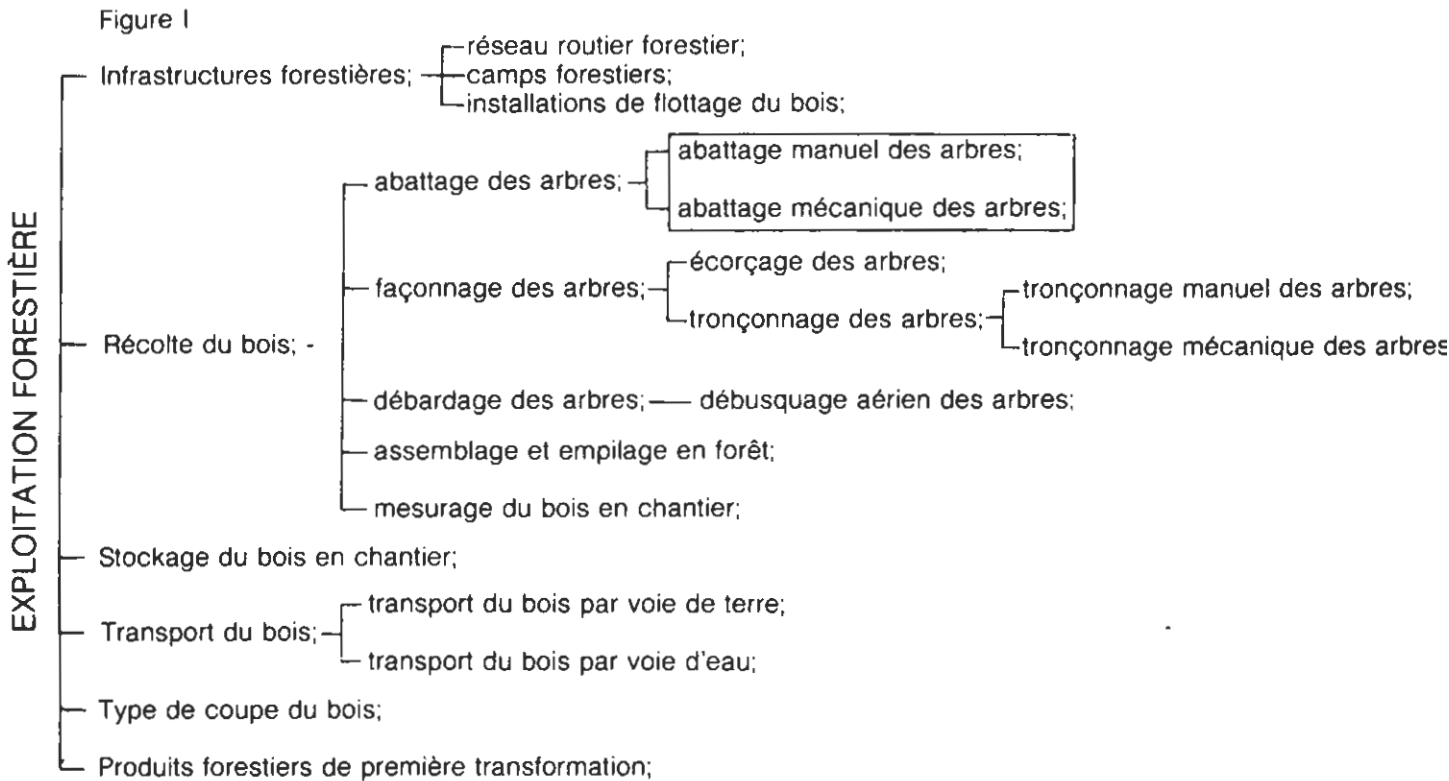 Figure I
EXPLOITATION FORESTIÈRE
Infrastructures forestières;
réseau routier forestier;
camps forestiers;
installations de flottage du bois;
Récolte du bois; -
abattage des arbres;
abattage manuel des arbres;
abattage mécanique des arbres;
façonnage des arbres;
écorçage des arbres;
tronçonnage des arbres;
tronçonnage manuel des arbres;
tronçonnage mécanique des arbres
débardage des arbres;
débusquage aérien des arbres;
assemblage et empilage en forêt;
mesurage du bois en chantier;
Stockage du bois en chantier;
Transport du bois;
transport du bois par voie de terre;
transport du bois par voie d'eau;
Type de coupe du bois;
Produits forestiers de première transformation;